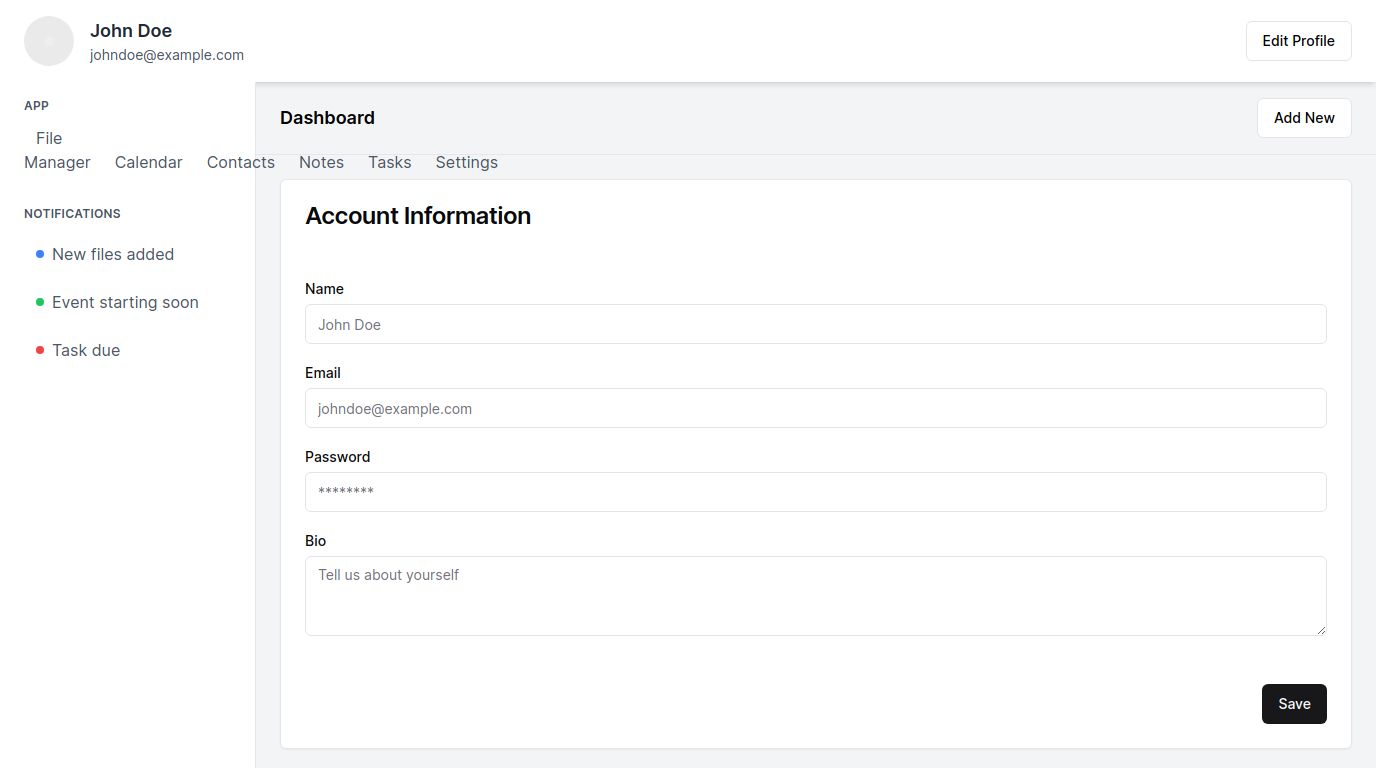 John Doe
johndoe@example.com
Edit Profile
APP
File
Manager Calendar Contacts Notes Tasks Settings
NOTIFICATIONS
New files added
Event starting soon
Task due
Dashboard
Add New
Account Information
Name
John Doe
Email
johndoe@example.com
Password
********
Bio
Tell us about yourself
Save